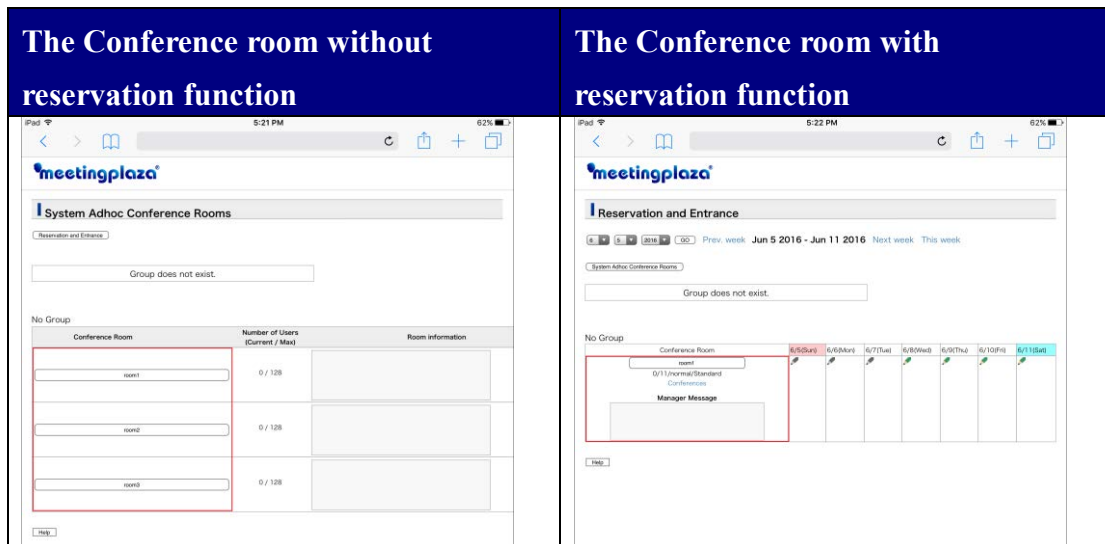 The Conference room without
reservation function
iPad
5:21 PM
62%
meetingplaza
System Adhoc Conference Rooms
Reservation and Entrance
Group does not exist.
No Group
Conference Room
Number of Users
(Current / Max)
Room information
room1
0 / 128
room2
0 / 128
room3
0 / 128
Help
The Conference room with
reservation function
iPad
5:22 PM
62%
meetingplaza
Reservation and Entrance
6 5 2016 GO Prev. week Jun 5 2016 - Jun 11 2016 Next week This week
System Adhoc Conference Rooms
Group does not exist.
No Group
Conference Room 6/5(Sun) 6/6(Mon) 6/7(Tue) 6/8(Wed) 6/9(Thu) 6/10(Fri) 6/11(Sat)
room1
0/11/normal/Standard
Conferences
Manager Message
Help